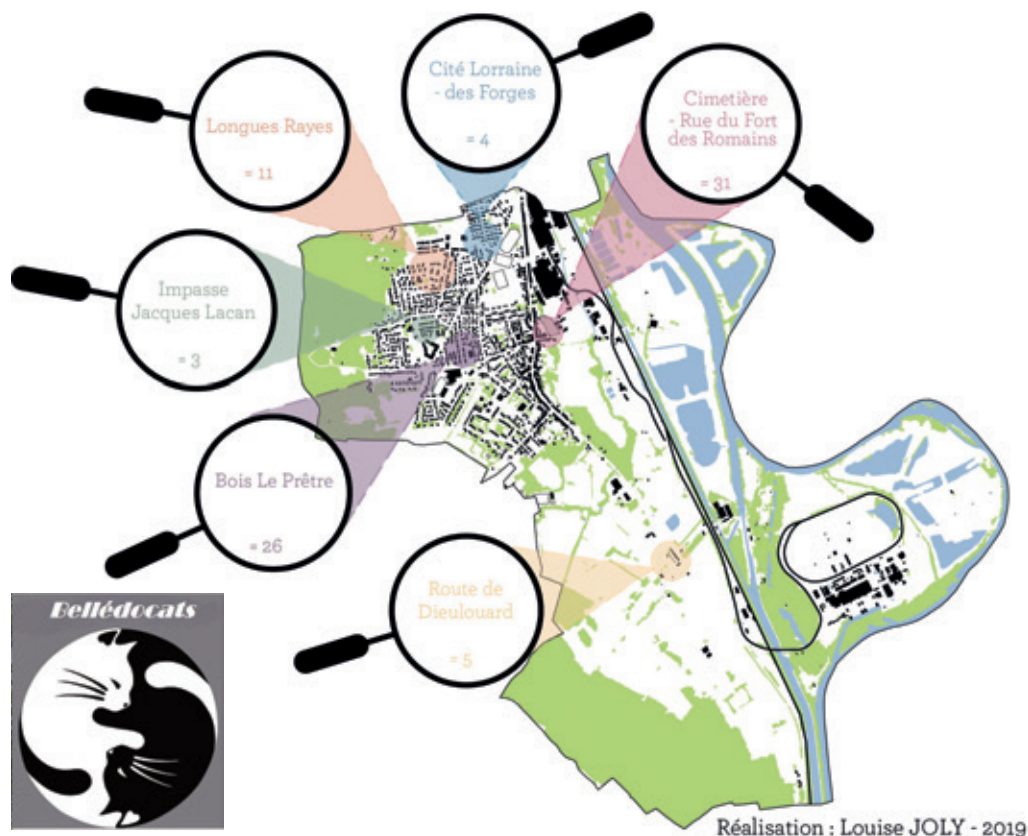 Cité Lorraine
- des Forges
= 4
Cimetière
- Rue du Fort
des Romains
= 31
Longues Rayes
= 11
Impasse
Jacques Lacan
= 3
Bois Le Prêtre
= 26
Route de
Dieulouard
= 5
Bellédocats
Réalisation : Louise JOLY - 2019